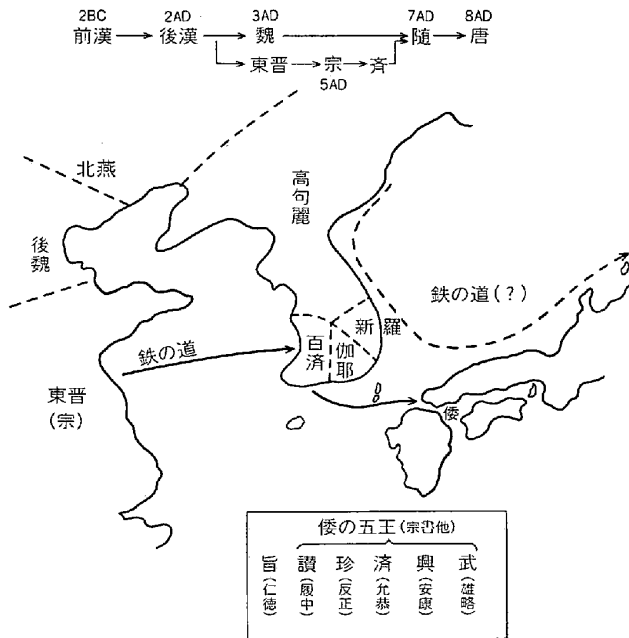 2BC 2AD 3AD 7AD 8AD
前漢 後漢 魏 隨 唐
東晋 宗 斉
5AD
北燕
後魏
高句麗
鉄の道(?)
新羅
百済
伽耶
鉄の道
東晋
(宗)
倭
倭の五王(宗書他)
旨(仁徳)
讃(履中)
珍(反正)
済(允恭)
興(安康)
武(雄略)